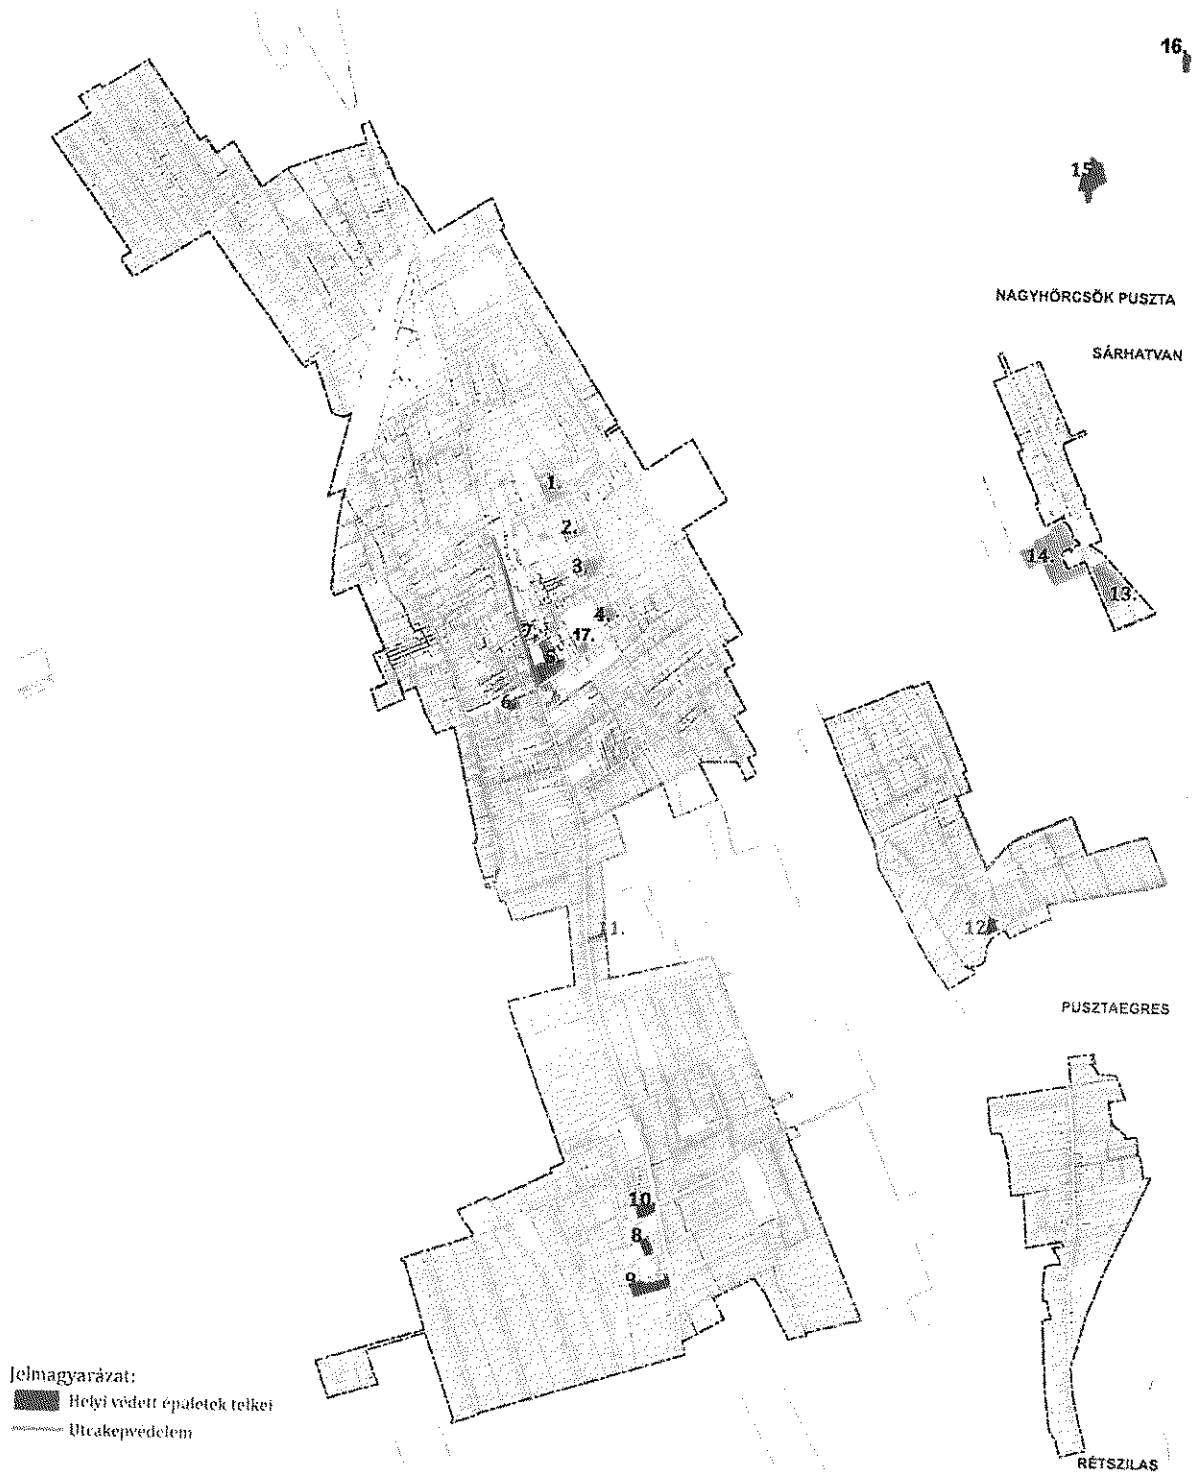 16.
15
NAGYHÖRCSÖK PUSZTA
SÁRHATVAN
1.
2.
14.
3.
13.
4.
7.
17.
5.
6.
11.
12.
PUSZTAEGRES
10.
8
9
Jelmagyarázat:
Helyi védett épületek telkei
Utcaképvédelem
RÉTSZILAS